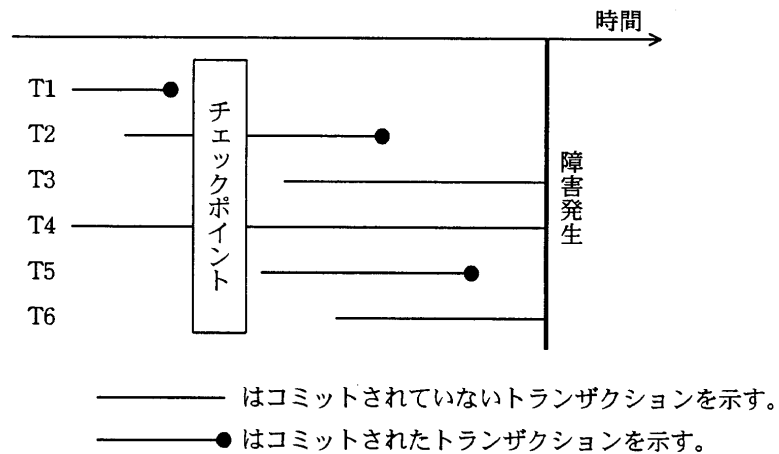 時間
T1
T2
T3
T4
T5
T6
チェックポイント
障害発生
はコミットされていないトランザクションを示す。
はコミットされたトランザクションを示す。